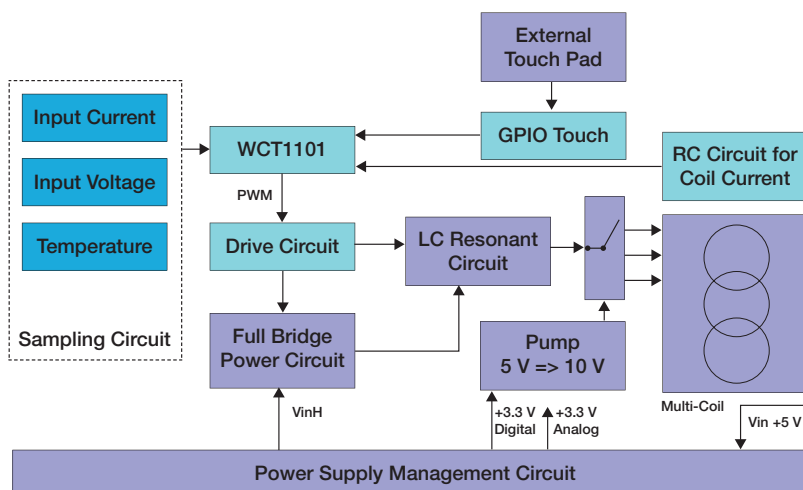 External
Touch Pad
Input Current
GPIO Touch
WCT1101
RC Circuit for
Coil Current
Input Voltage
PWM
Temperature
Drive Circuit
LC Resonant
Circuit
Sampling Circuit
Full Bridge
Power Circuit
Pump
5 V => 10 V
Multi-Coil
VinH
+3.3 V
Digital
+3.3 V
Analog
Vin +5 V
Power Supply Management Circuit